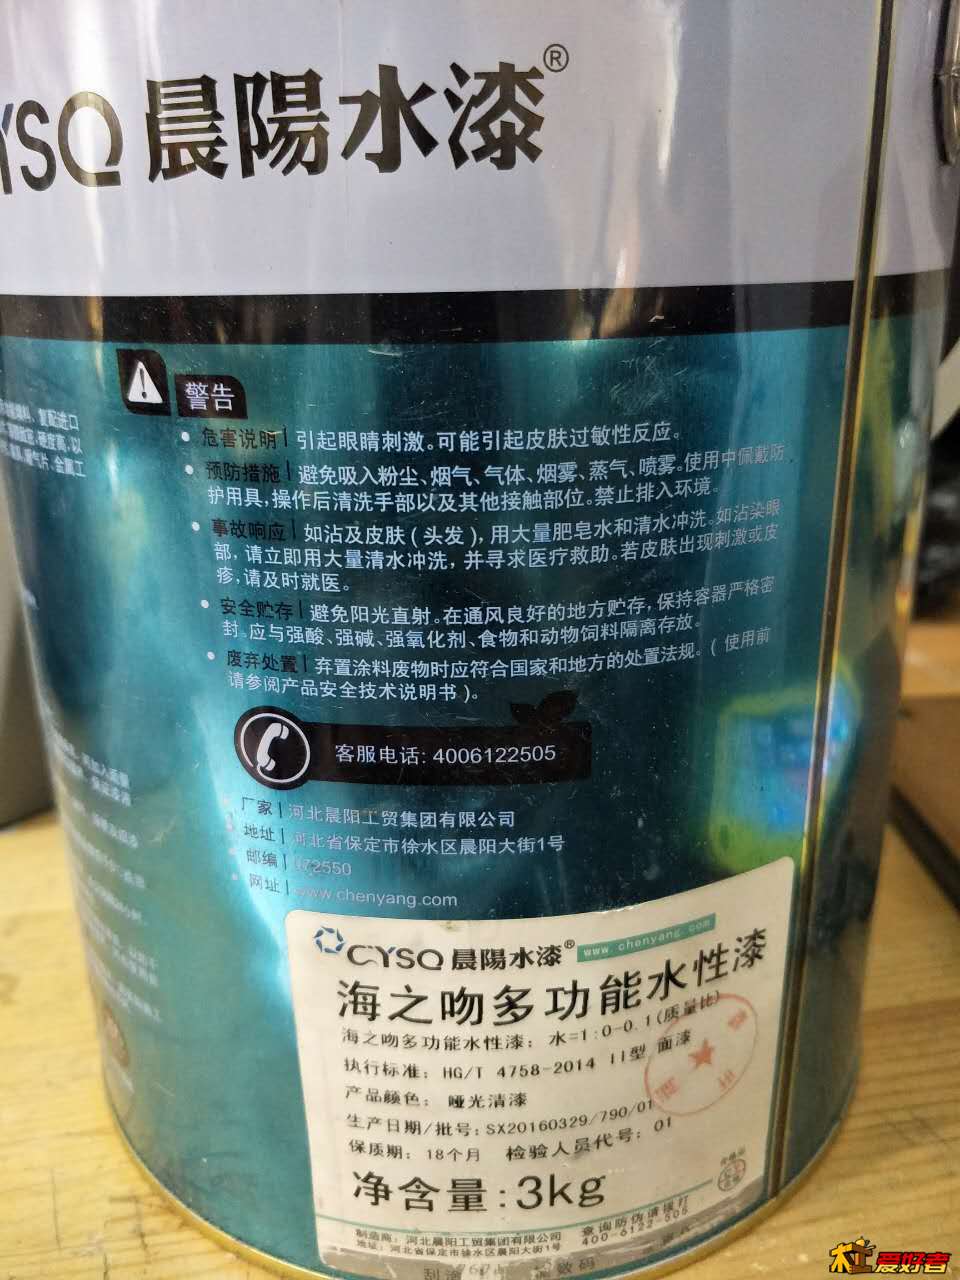 YSQ 晨陽水漆®
警告
危害说明 | 引起眼睛刺激。可能引起皮肤过敏性反应。
预防措施 | 避免吸入粉尘、烟气、气体、烟雾、蒸气、喷雾。使用中佩戴防
护用具，操作后清洗手部以及其他接触部位。禁止排入环境。
事故响应 | 如沾及皮肤（头发），用大量肥皂水和清水冲洗。如沾染眼
部，请立即用大量清水冲洗，并寻求医疗救助。若皮肤出现刺激或皮
疹，请及时就医。
安全贮存 | 避免阳光直射。在通风良好的地方贮存，保持容器严格密
封。应与强酸、强碱、强氧化剂、食物和动物饲料隔离存放。
废弃处置 | 弃置涂料废物时应符合国家和地方的处置法规。（使用前
请参阅产品安全技术说明书）。
客服电话: 4006122505
厂家 | 河北晨阳工贸集团有限公司
地址 | 河北省保定市徐水区晨阳大街1号
邮编 | 072550
网址 | www.chenyang.com
CYSQ 晨陽水漆® www.chenyang.com
海之吻多功能水性漆
海之吻多功能水性漆：水=1:0-0.1(质量比)
执行标准：HG/T 4758-2014 II型 面漆
产品颜色：哑光清漆
生产日期/批号：SX20160329/790/01
保质期：18个月 检验人员代号：01
净含量：3kg
制造商：河北晨阳工贸集团有限公司
地址：河北省保定市徐水区晨阳大街1号
查询防伪请拨打
400-6122-505
木工爱好者